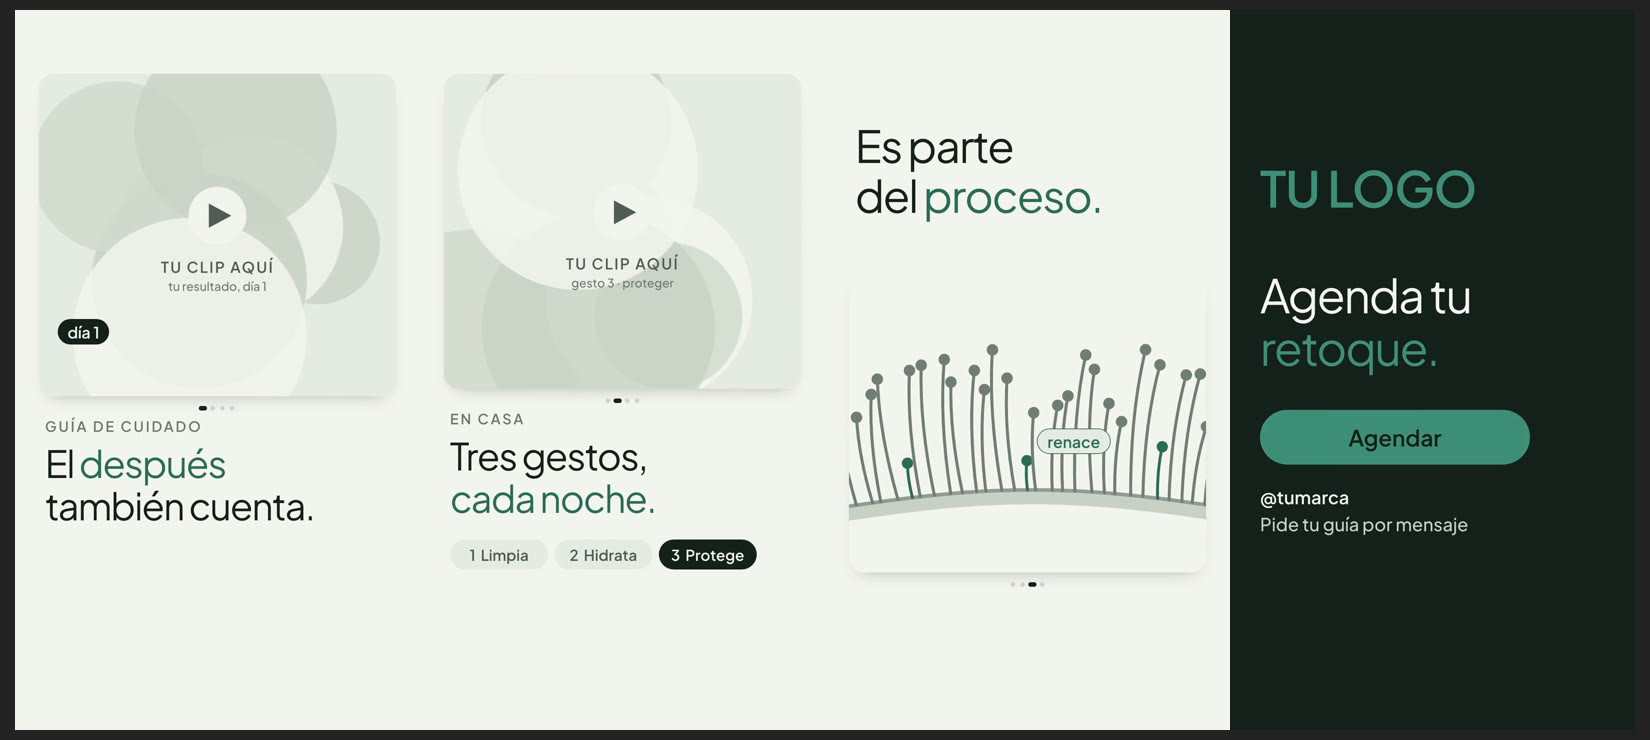 TU CLIP AQUÍ
tu resultado, día 1
día 1
GUÍA DE CUIDADO
El después
también cuenta.
TU CLIP AQUÍ
gesto 3 · proteger
EN CASA
Tres gestos,
cada noche.
1 Limpia
2 Hidrata
3 Protege
Es parte
del proceso.
renace
TU LOGO
Agenda tu
retoque.
Agendar
@tumarca
Pide tu guía por mensaje